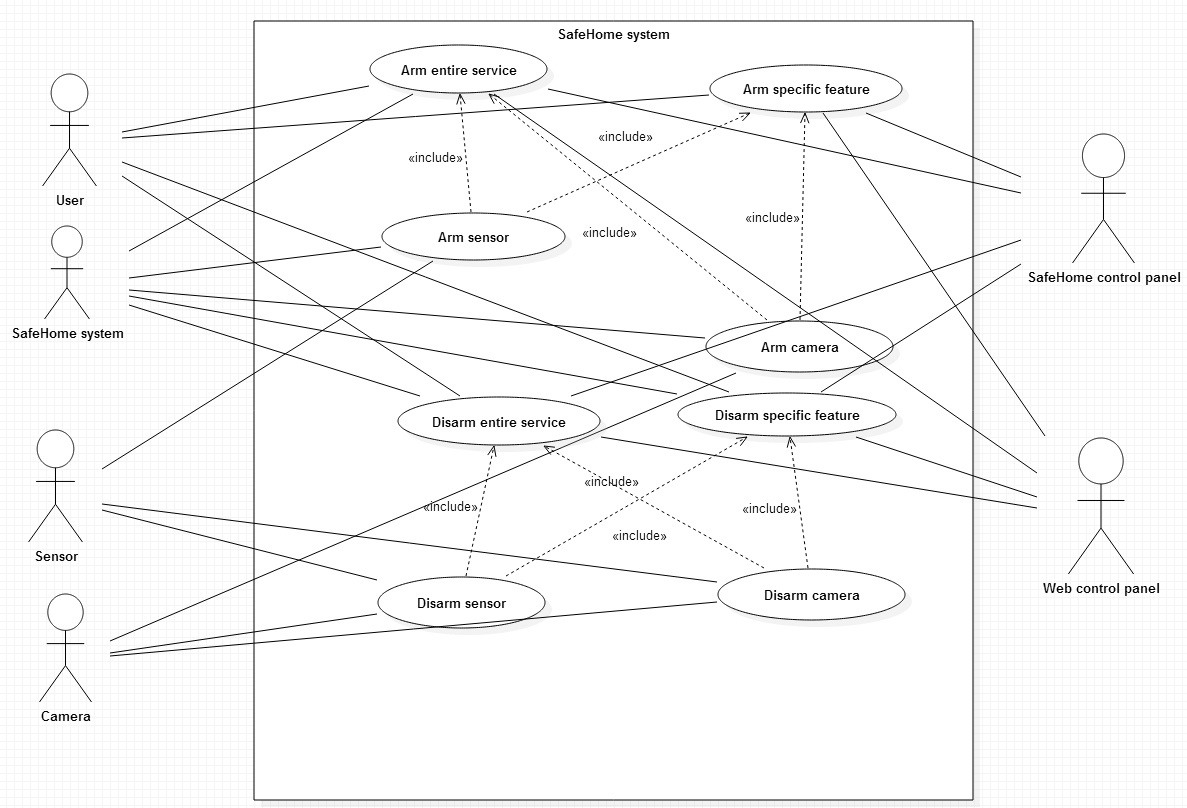 SafeHome system
Arm entire service
Arm specific feature
«include»
«include»
User
«include»
«include»
Arm sensor
SafeHome control panel
SafeHome system
Arm camera
Disarm entire service
Disarm specific feature
«include»
«include»
«include»
«include»
Sensor
Web control panel
Disarm sensor
Disarm camera
Camera